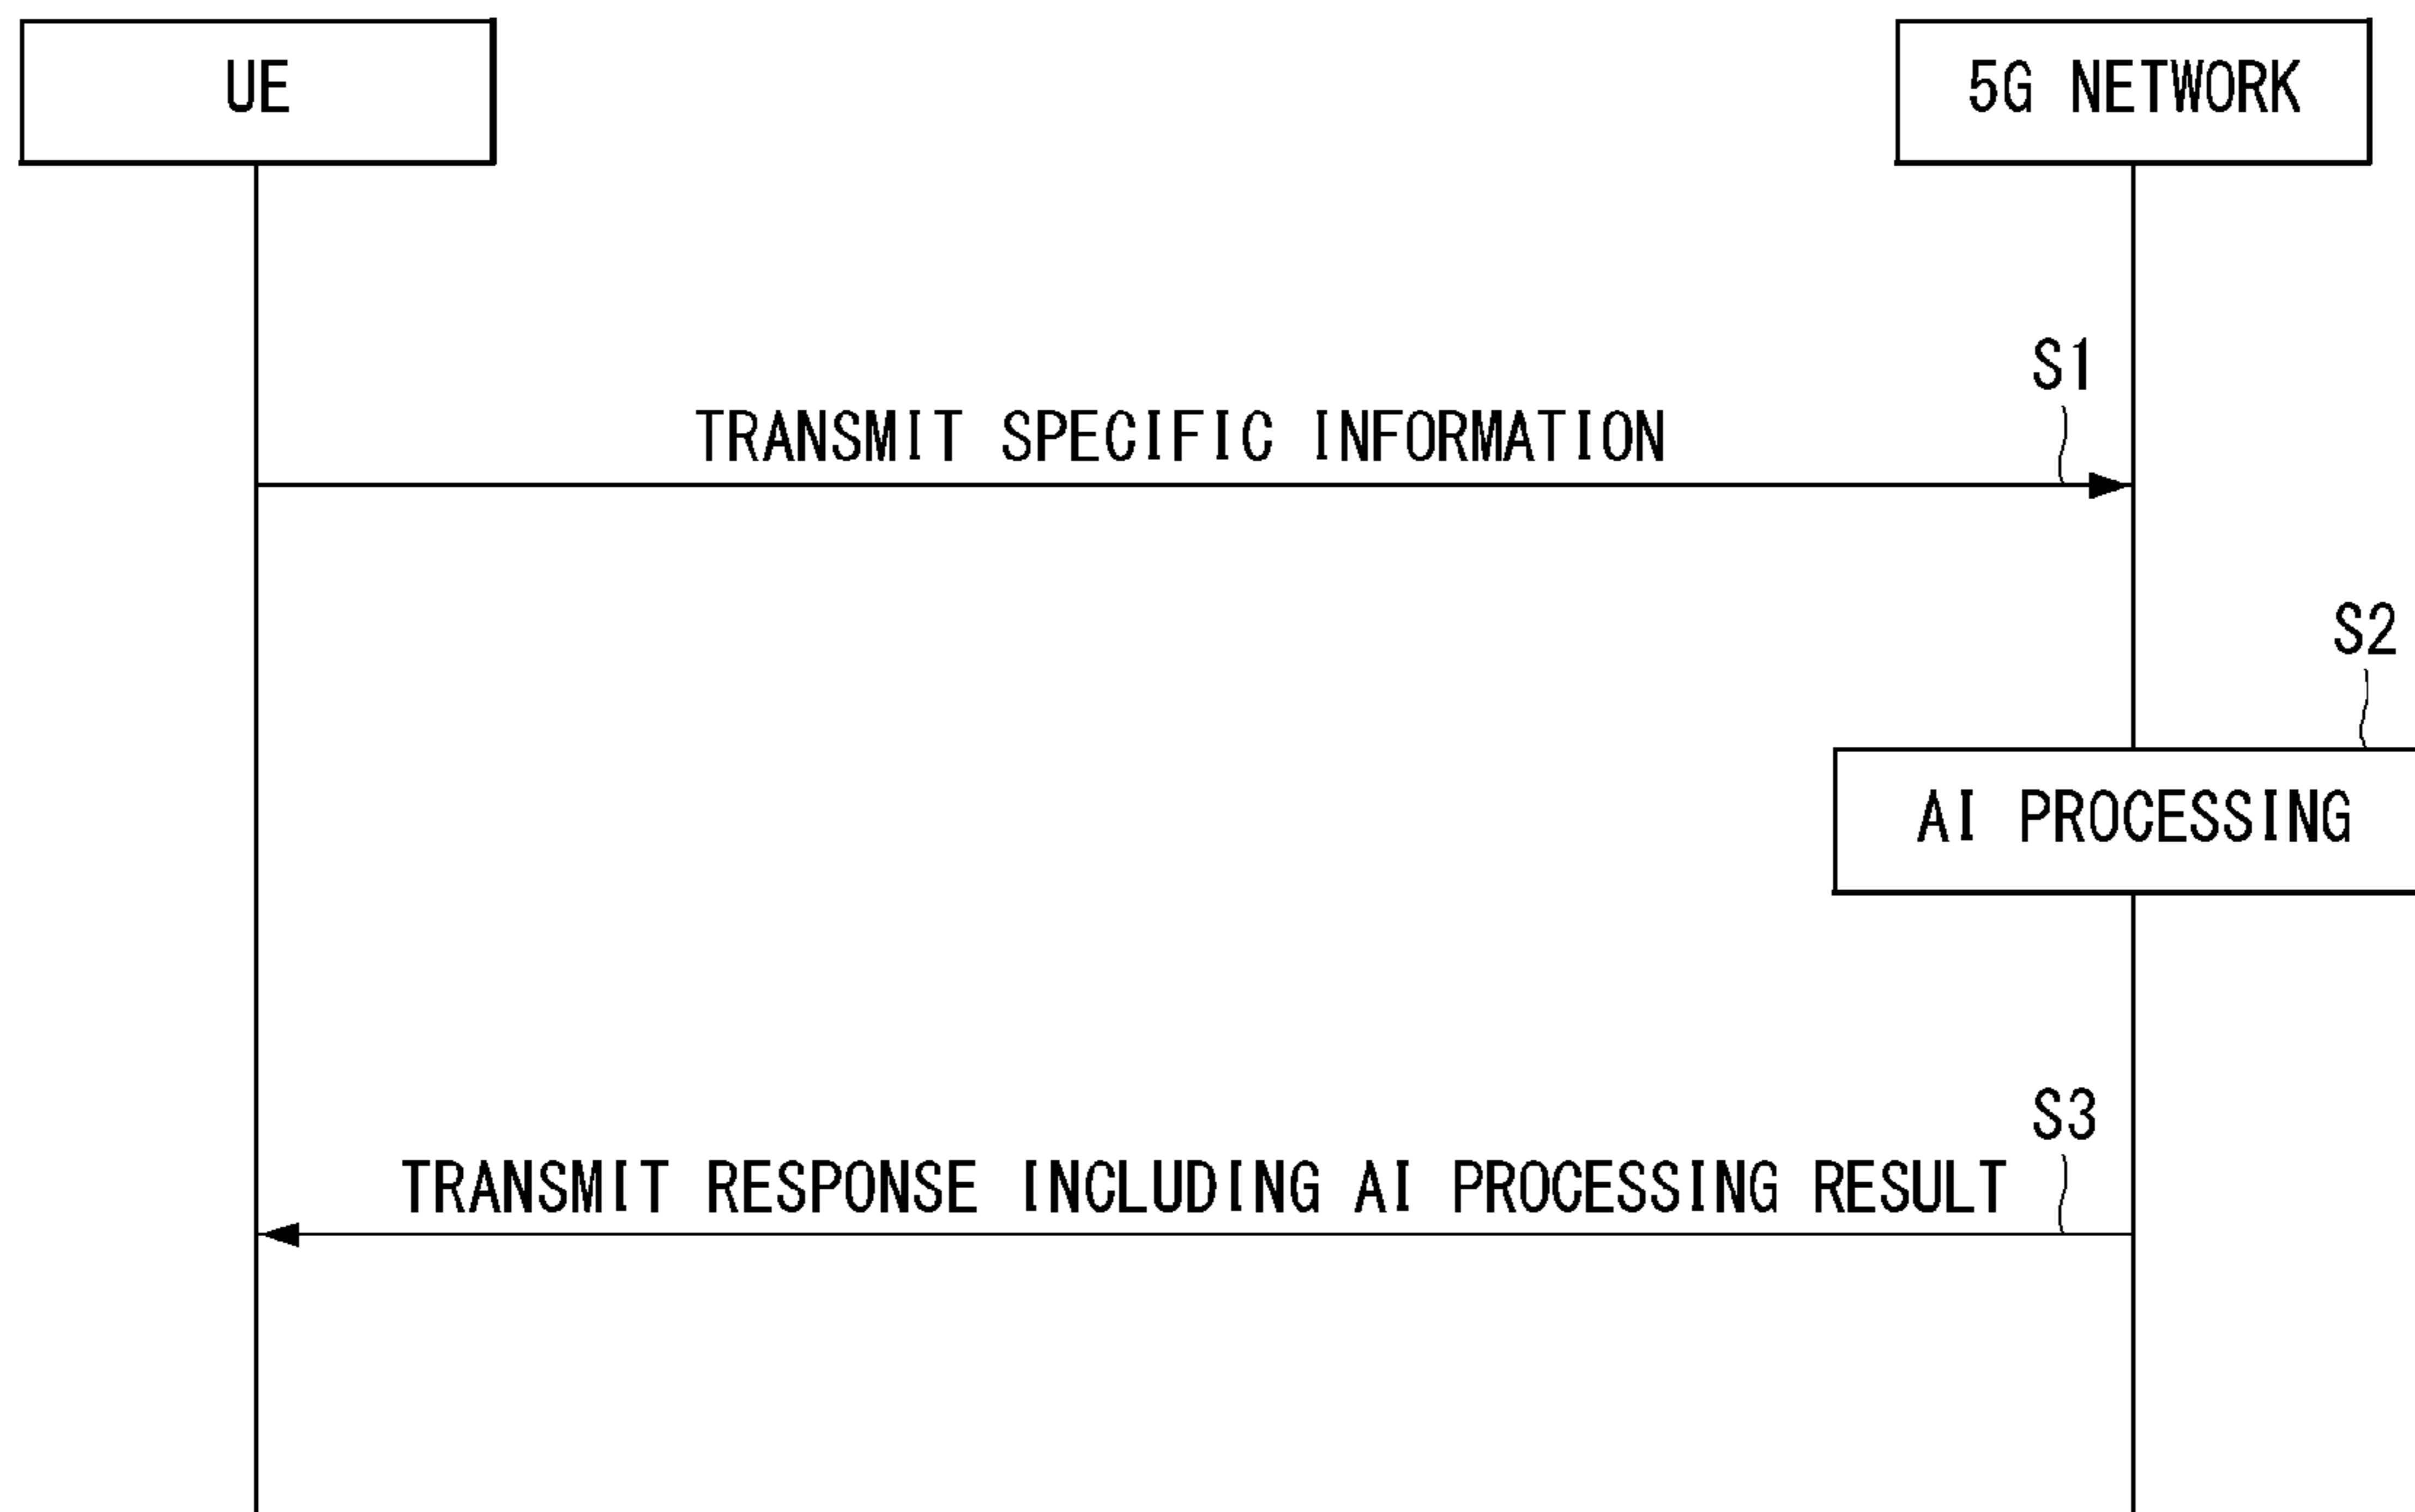 UE
5G NETWORK
S1
TRANSMIT SPECIFIC INFORMATION
S2
AI PROCESSING
S3
TRANSMIT RESPONSE INCLUDING AI PROCESSING RESULT